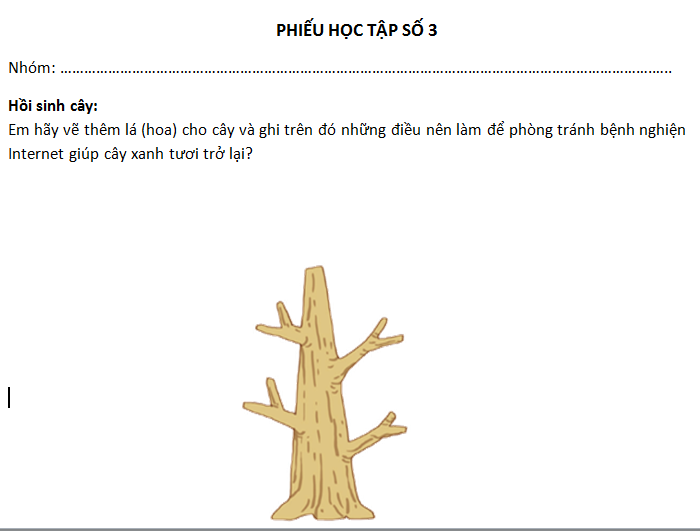 PHIẾU HỌC TẬP SỐ 3
Nhóm: ……………………………………………………………………………………………………………………………………..
Hồi sinh cây:
Em hãy vẽ thêm lá (hoa) cho cây và ghi trên đó những điều nên làm để phòng tránh bệnh nghiện
Internet giúp cây xanh tươi trở lại?